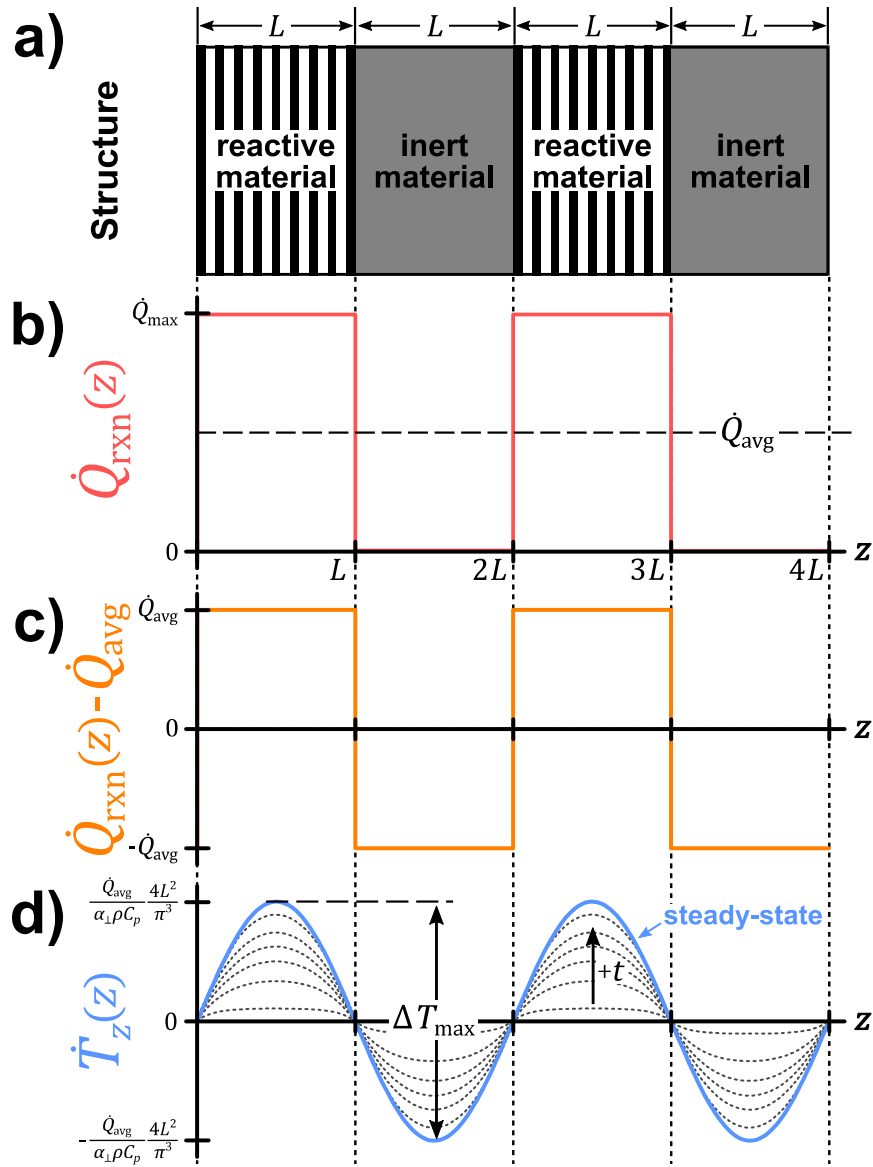 a)
L L L L
Structure
reactive material
inert material
reactive material
inert material
b)
Q̇rxn(z)
Q̇max
Q̇avg
0
L 2L 3L 4L z
c)
Q̇rxn(z)-Q̇avg
Q̇avg
0
z
-Q̇avg
d)
Ṫz(z)
Q̇avg/α⊥ρCp 4L²/π³
steady-state
+t
ΔTmax
0
z
-Q̇avg/α⊥ρCp 4L²/π³